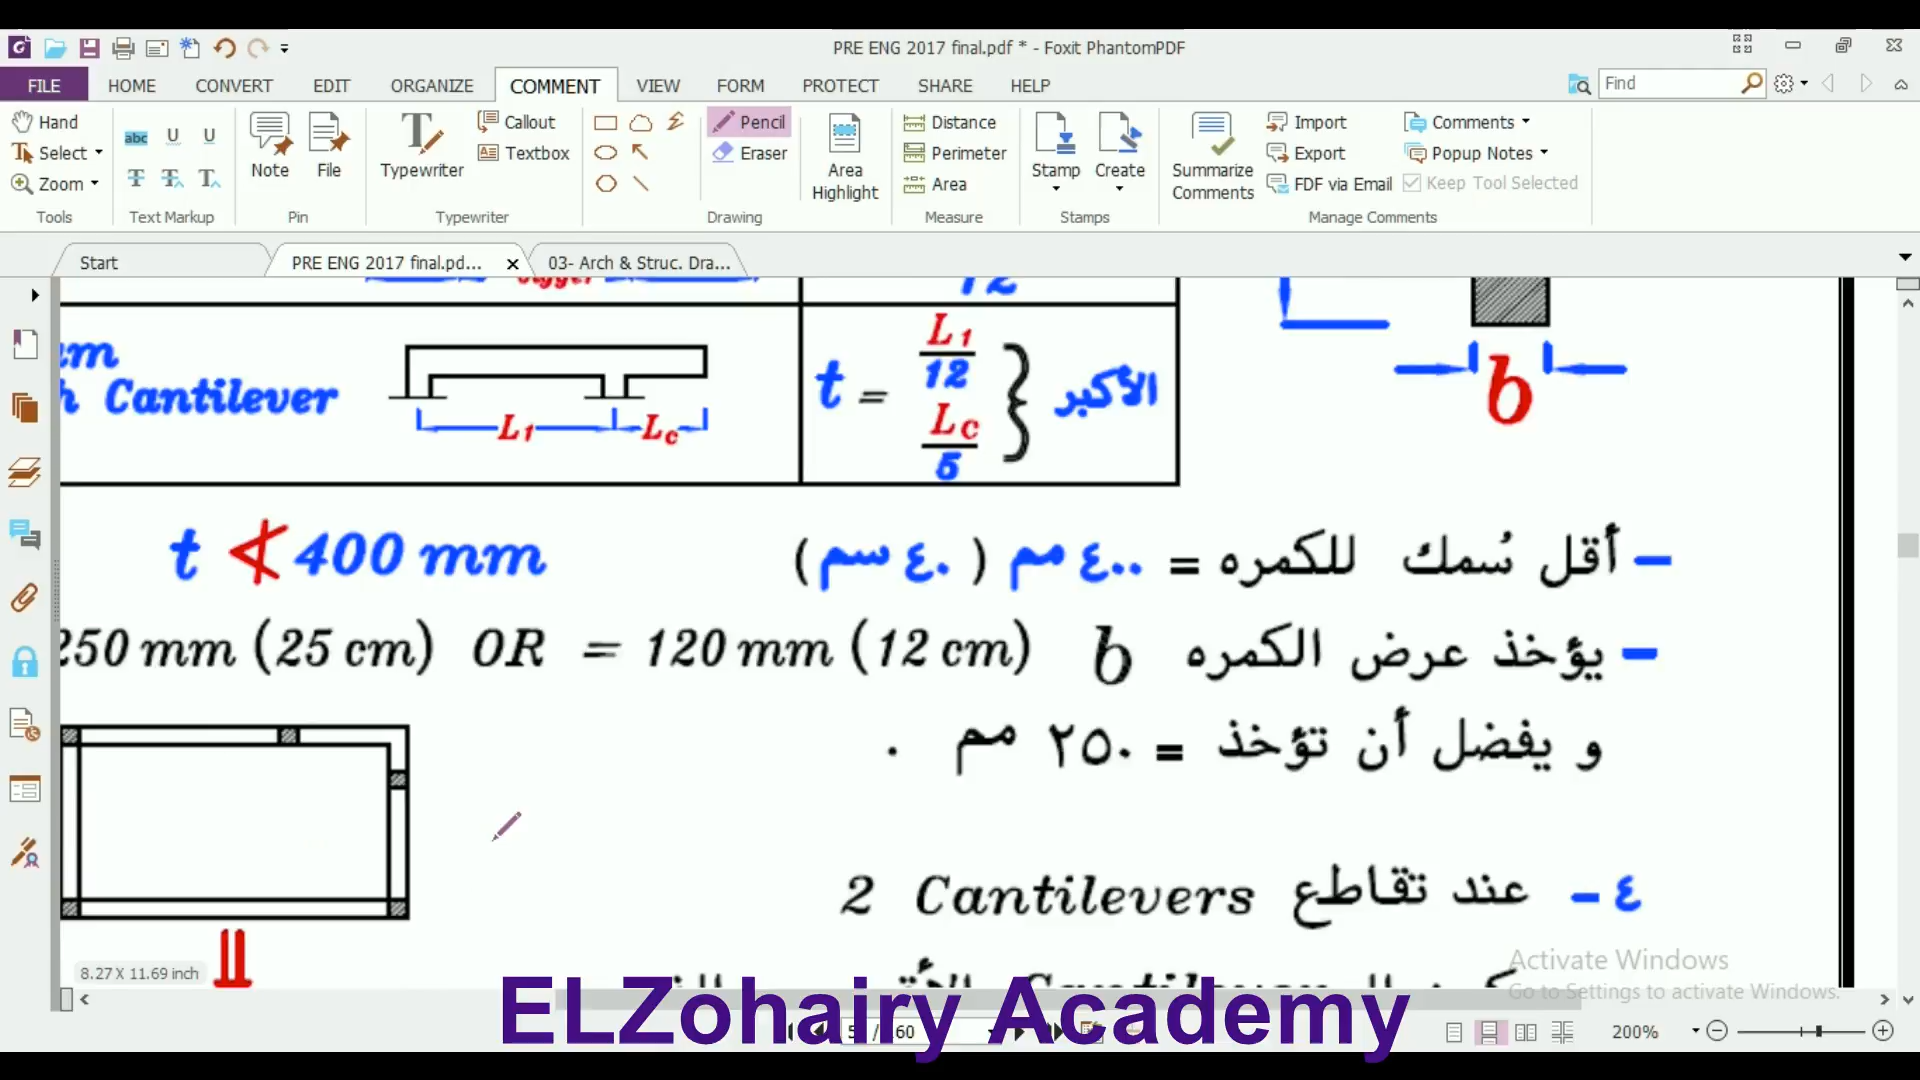 PRE ENG 2017 final.pdf * - Foxit PhantomPDF
FILE HOME CONVERT EDIT ORGANIZE COMMENT VIEW FORM PROTECT SHARE HELP Find
Hand
Select
Zoom
Tools
abc U U
T T T
Text Markup
Note File
Pin
Typewriter
Callout
Textbox
Typewriter
Pencil
Eraser
Drawing
Area Highlight
Distance
Perimeter
Area
Measure
Stamp Create
Stamps
Summarize Comments
Import
Export
FDF via Email
Comments
Popup Notes
Keep Tool Selected
Manage Comments
Start PRE ENG 2017 final.pd... 03- Arch & Struc. Dra...
12
Cantilever
L1 Lc
t = L1/12 Lc/5 } الأكبر
b
t ≮ 400 mm
- أقل سُمك للكمره = ٤٠٠ مم ( ٤٠ سم )
- يؤخذ عرض الكمره b 250 mm (25 cm) OR = 120 mm (12 cm)
و يفضل أن تؤخذ = ٢٥٠ مم .
٤ - عند تقاطع 2 Cantilevers
8.27 X 11.69 inch
Activate Windows
Go to Settings to activate Windows.
ELZohairy Academy
5 / 60
200%